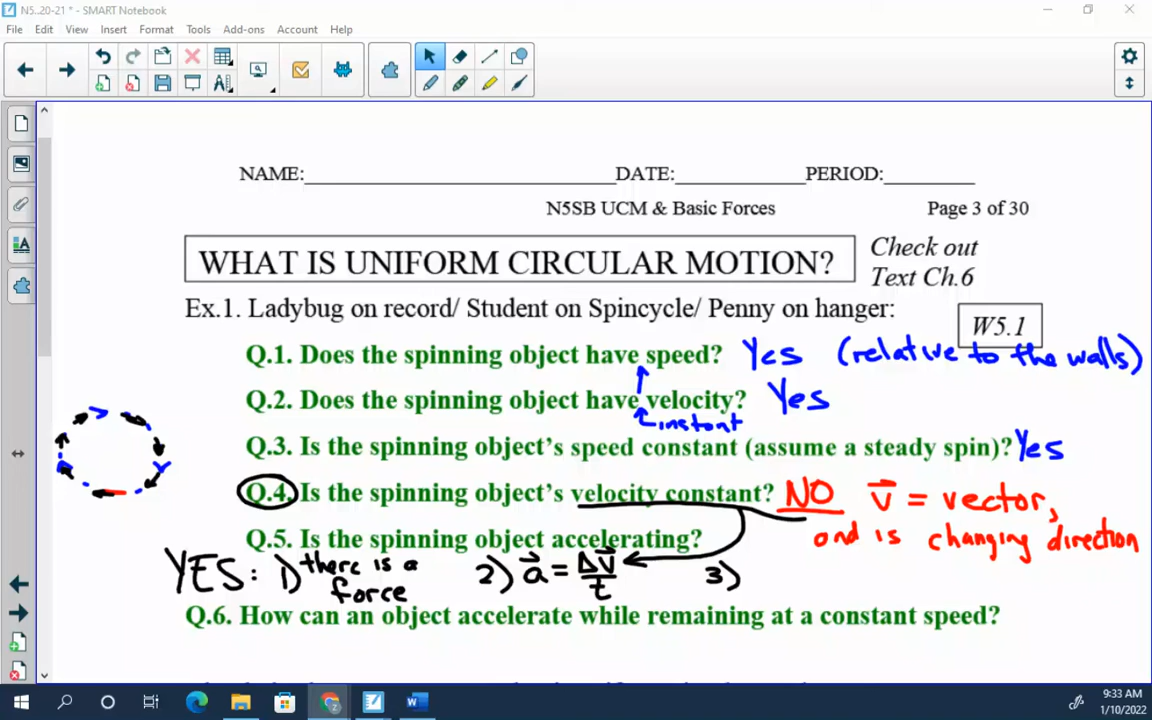 N5..20-21 * - SMART Notebook
File Edit View Insert Format Tools Add-ons Account Help
NAME:____________________ DATE:__________PERIOD:_______
N5SB UCM & Basic Forces Page 3 of 30
WHAT IS UNIFORM CIRCULAR MOTION? Check out
Text Ch.6
Ex.1. Ladybug on record/ Student on Spincycle/ Penny on hanger:
W5.1
Q.1. Does the spinning object have speed? Yes (relative to the walls)
Q.2. Does the spinning object have velocity? Yes
instant
Q.3. Is the spinning object's speed constant (assume a steady spin)? Yes
Q.4. Is the spinning object's velocity constant? NO v⃗ = vector,
and is changing direction
Q.5. Is the spinning object accelerating?
YES: 1) there is a force 2) a⃗ = Δv⃗/t 3)
Q.6. How can an object accelerate while remaining at a constant speed?
9:33 AM
1/10/2022